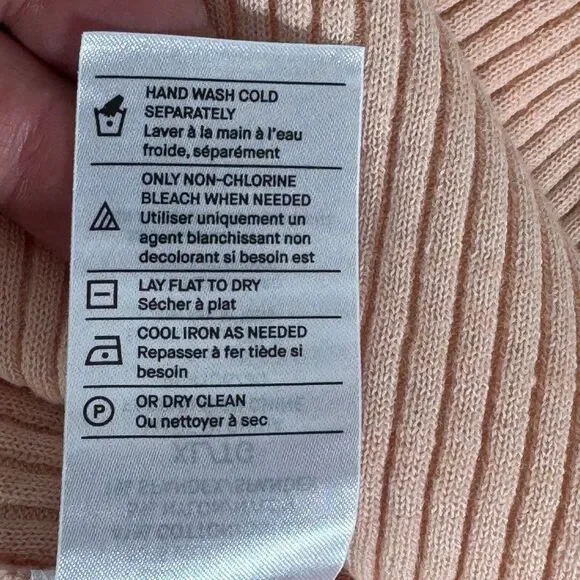 HAND WASH COLD
SEPARATELY
Laver à la main à l'eau
froide, séparément
ONLY NON-CHLORINE
BLEACH WHEN NEEDED
Utiliser uniquement un
agent blanchissant non
decolorant si besoin est
LAY FLAT TO DRY
Sécher à plat
COOL IRON AS NEEDED
Repasser à fer tiède si
besoin
P
OR DRY CLEAN
Ou nettoyer à sec